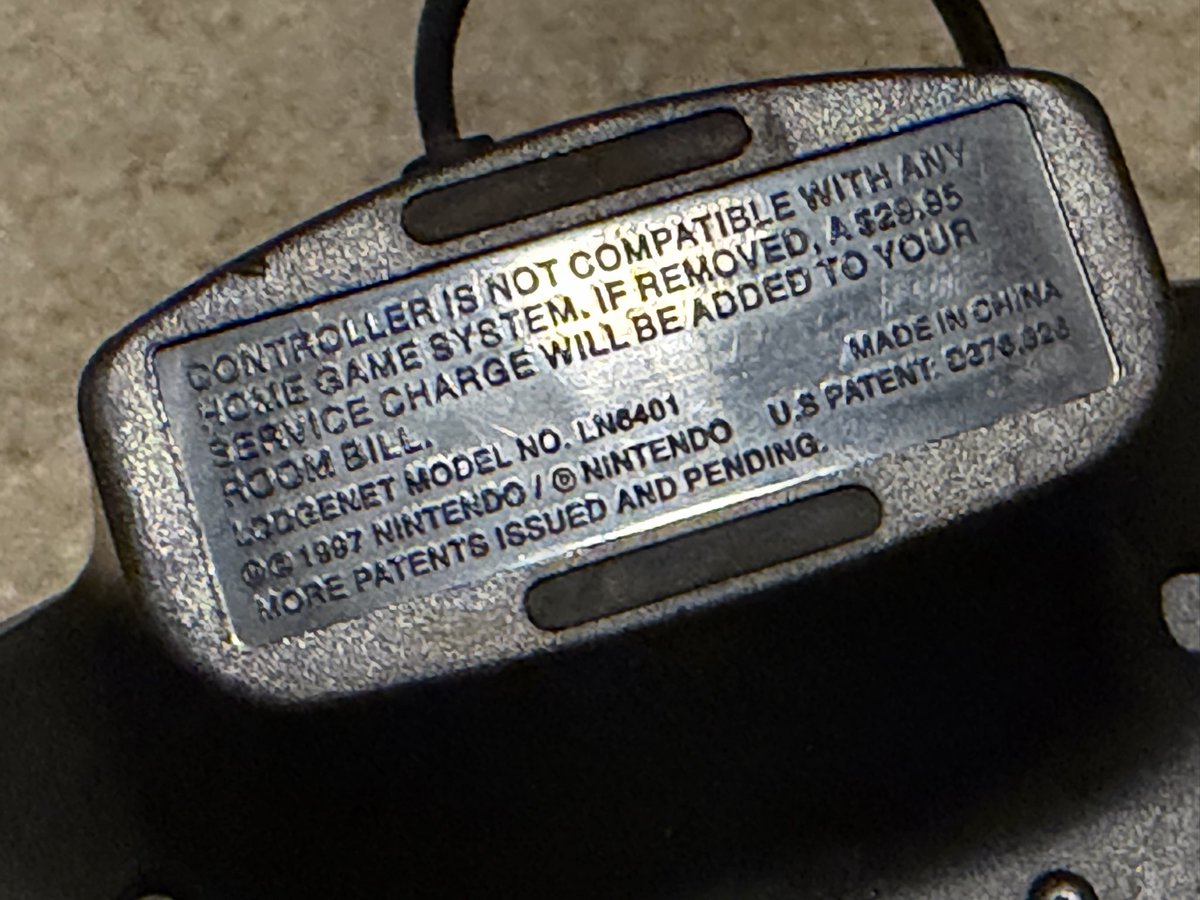 CONTROLLER IS NOT COMPATIBLE WITH ANY
HOME GAME SYSTEM. IF REMOVED, A $29.95
SERVICE CHARGE WILL BE ADDED TO YOUR
ROOM BILL.
MADE IN CHINA
LODGENET MODEL NO. LN6401
U.S PATENT:
©© 1997 NINTENDO / ® NINTENDO
MORE PATENTS ISSUED AND PENDING.